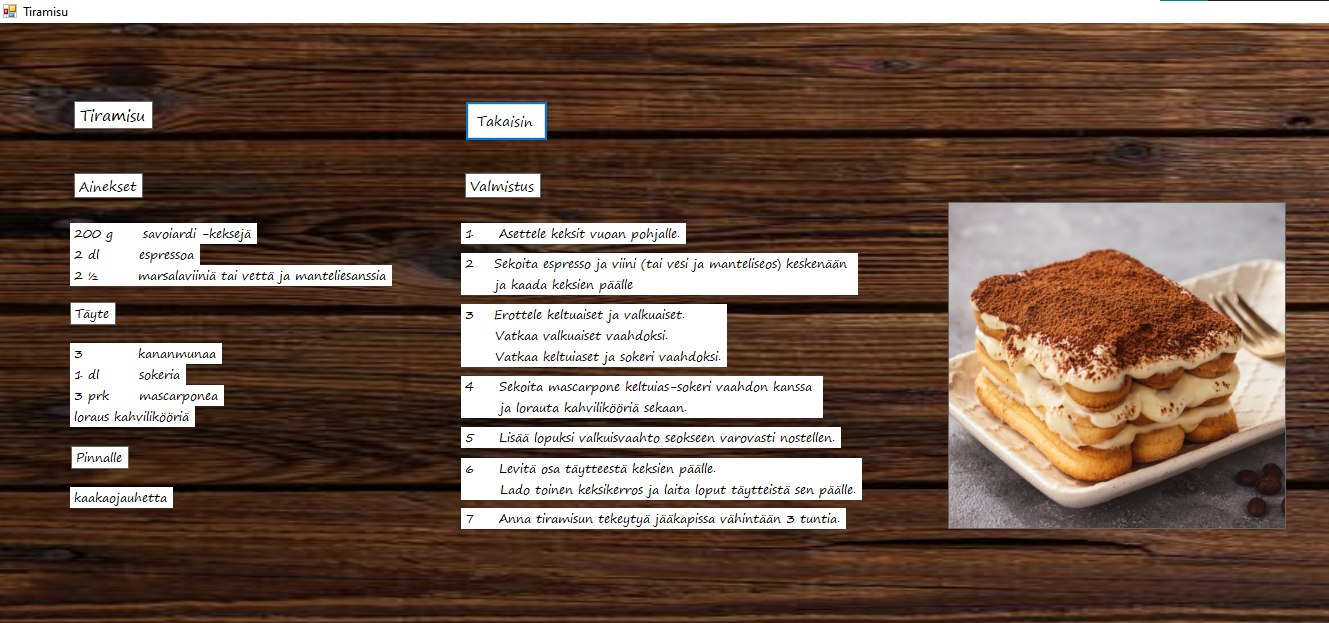 Tiramisu
Tiramisu
Takaisin
Ainekset
200 g savoiardi -keksejä
2 dl espressoa
2 ½ marsalaviiniä tai vettä ja manteliesanssia
Täyte
3 kananmunaa
1 dl sokeria
3 prk mascarponea
loraus kahvilikööriä
Pinnalle
kaakaojauhetta
Valmistus
1 Asettele keksit vuoan pohjalle.
2 Sekoita espresso ja viini (tai vesi ja manteliseos) keskenään
ja kaada keksien päälle
3 Erottele keltuaiset ja valkuaiset.
Vatkaa valkuaiset vaahdoksi.
Vatkaa keltuiaset ja sokeri vaahdoksi.
4 Sekoita mascarpone keltuias-sokeri vaahdon kanssa
ja lorauta kahvilikööriä sekaan.
5 Lisää lopuksi valkuisvaahto seokseen varovasti nostellen.
6 Levitä osa täytteestä keksien päälle.
Lado toinen keksikerros ja laita loput täytteistä sen päälle.
7 Anna tiramisun tekeytyä jääkapissa vähintään 3 tuntia.